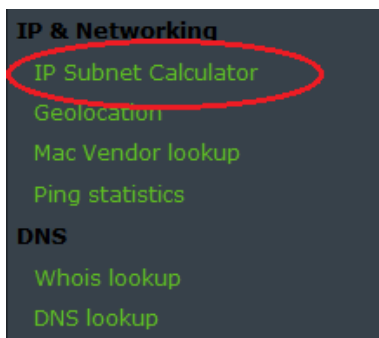 IP & Networking
IP Subnet Calculator
Geolocation
Mac Vendor lookup
Ping statistics
DNS
Whois lookup
DNS lookup